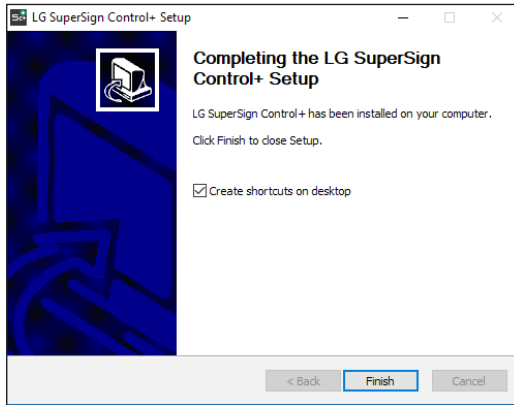 Sc
LG SuperSign Control+ Setup
Completing the LG SuperSign
Control+ Setup
LG SuperSign Control+ has been installed on your computer.
Click Finish to close Setup.
Create shortcuts on desktop
< Back
Finish
Cancel